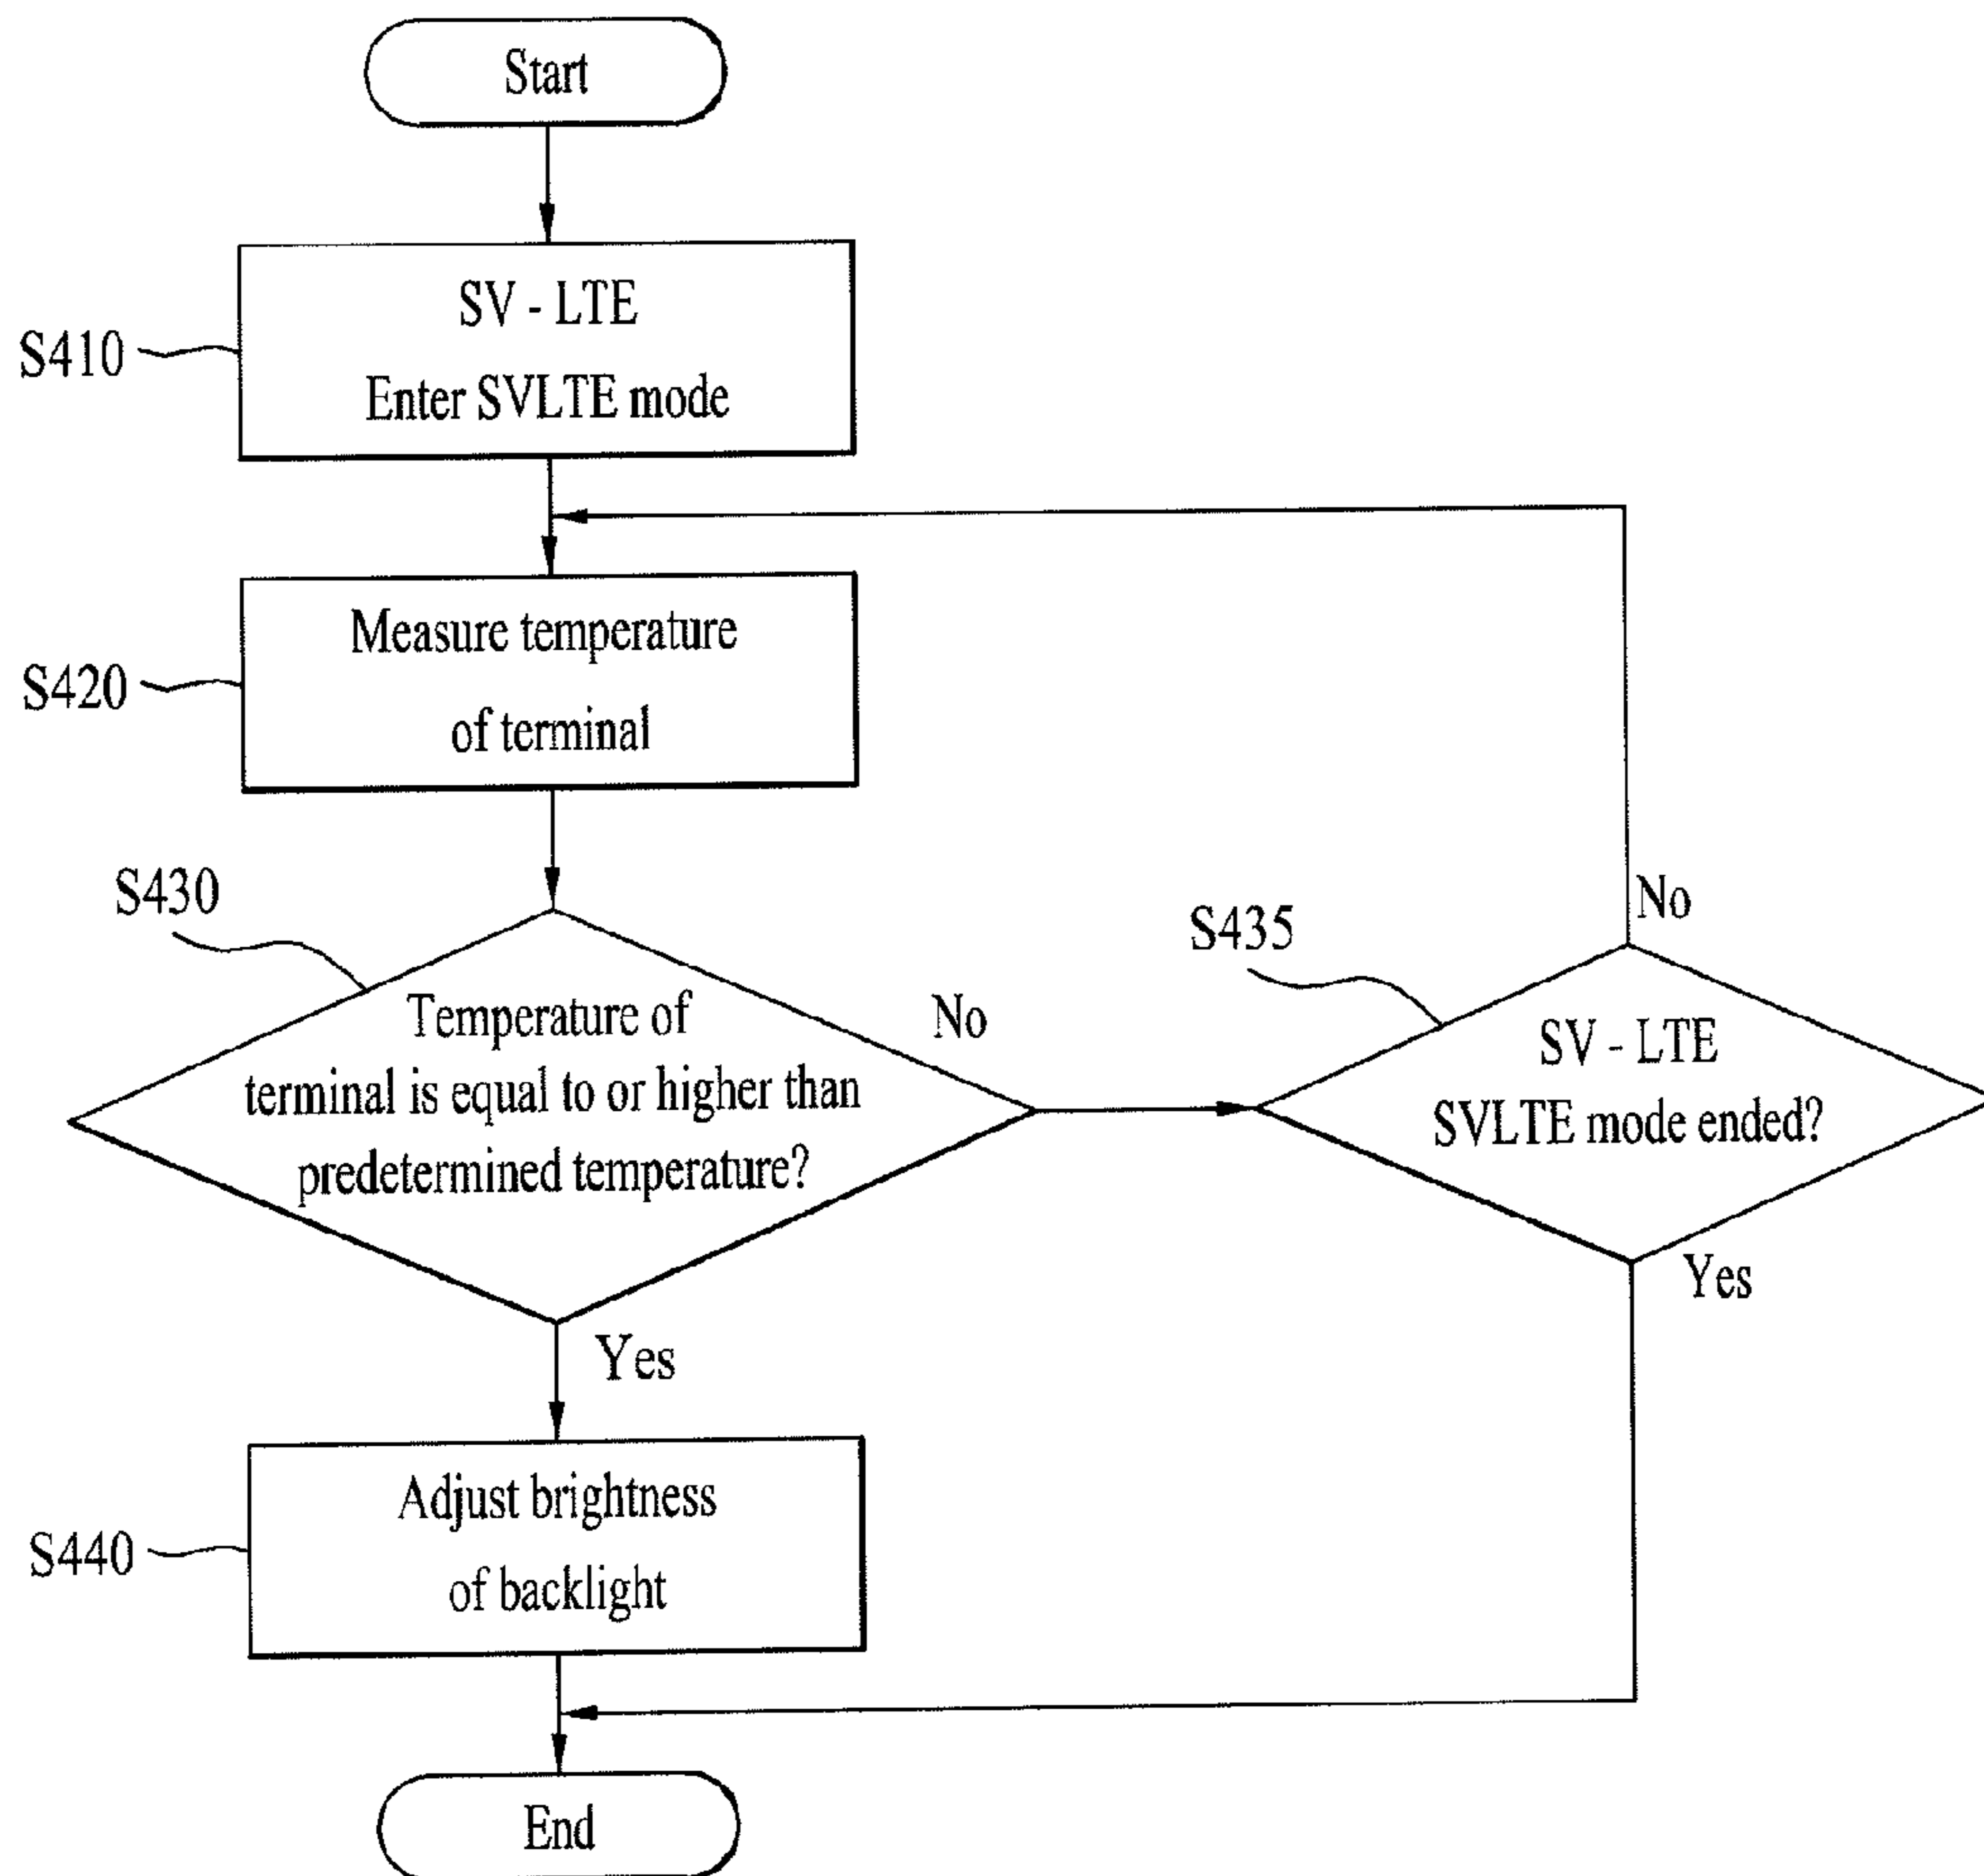 Start
S410
SV - LTE
Enter SVLTE mode
S420
Measure temperature
of terminal
S430
Temperature of
terminal is equal to or higher than
predetermined temperature?
No
Yes
S435
SV - LTE
SVLTE mode ended?
No
Yes
S440
Adjust brightness
of backlight
End